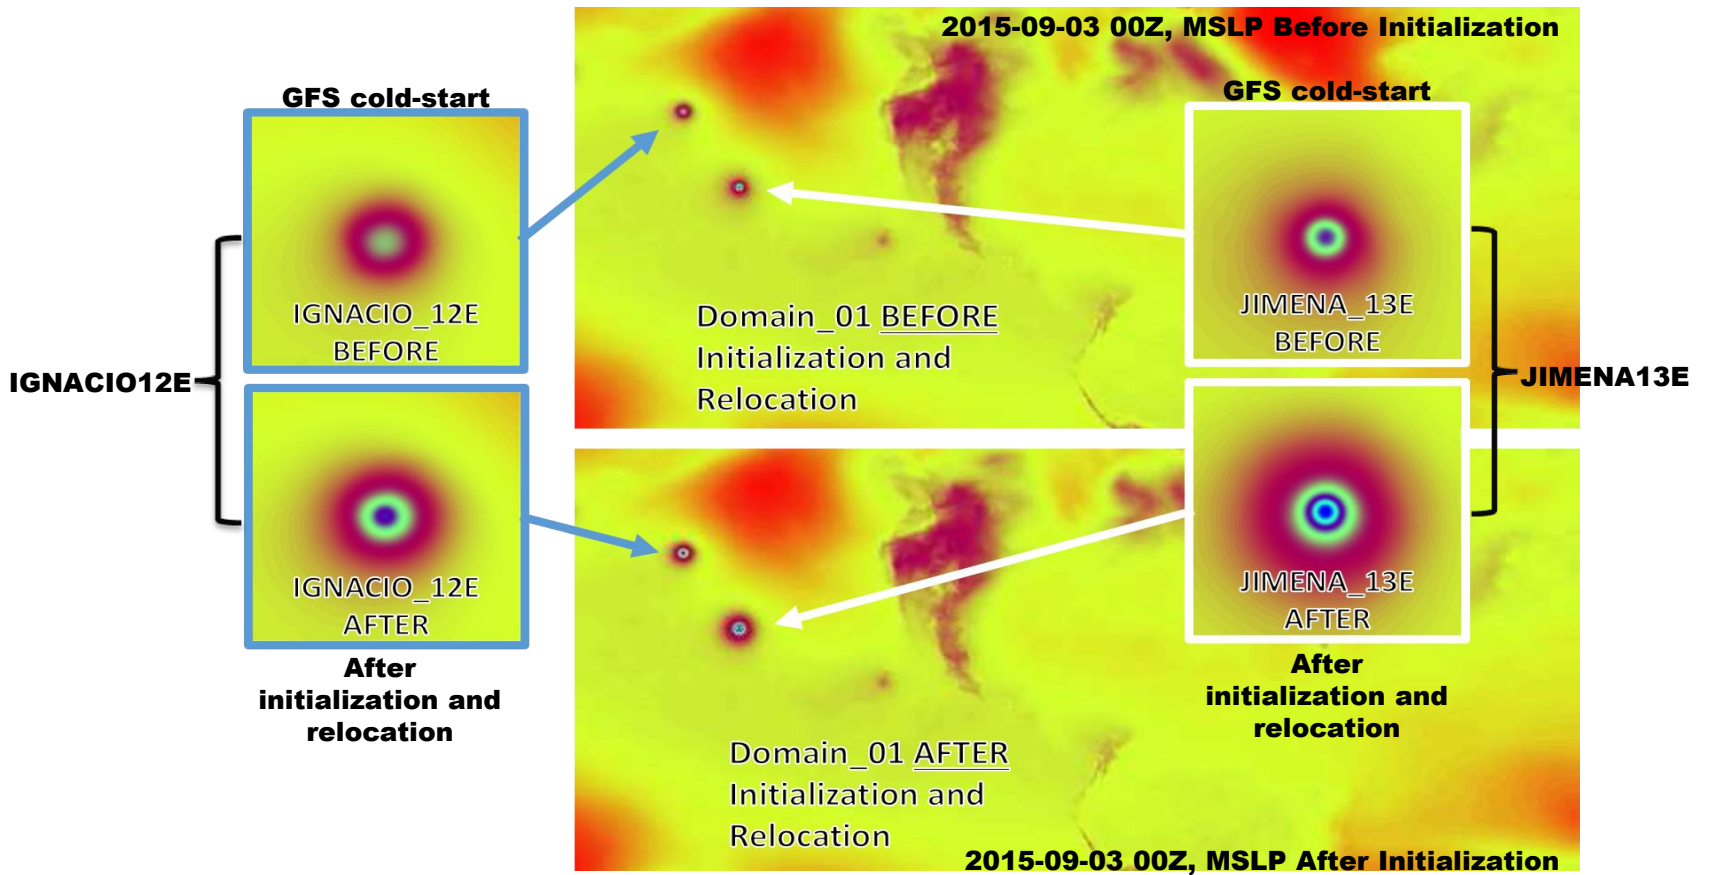 2015-09-03 00Z, MSLP Before Initialization
GFS cold-start
GFS cold-start
IGNACIO_12E
BEFORE
Domain_01 BEFORE
Initialization and
Relocation
JIMENA_13E
BEFORE
IGNACIO12E
JIMENA13E
IGNACIO_12E
AFTER
JIMENA_13E
AFTER
After
initialization and
relocation
After
initialization and
relocation
Domain_01 AFTER
Initialization and
Relocation
2015-09-03 00Z, MSLP After Initialization